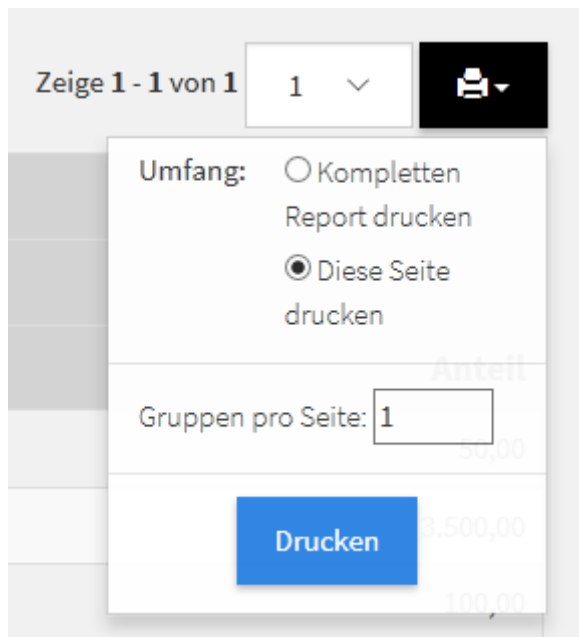 Zeige 1 - 1 von 1
1
Umfang:
Kompletten
Report drucken
Diese Seite
drucken
Anteil
Gruppen pro Seite: 1
50,00
Drucken
3.500,00
100,00